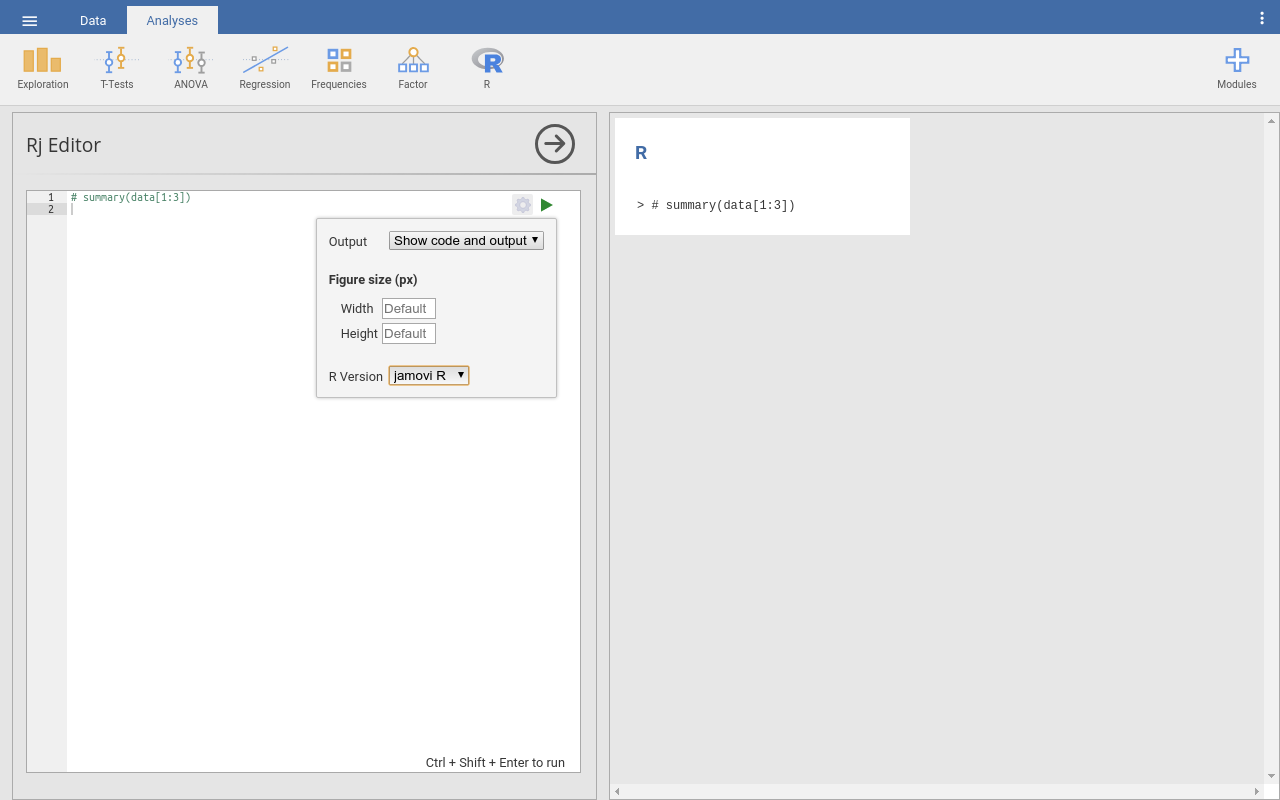 Data
Analyses
Exploration
T-Tests
ANOVA
Regression
Frequencies
Factor
R
Modules
Rj Editor
1 # summary(data[1:3])
2
Output Show code and output
Figure size (px)
Width Default
Height Default
R Version jamovi R
Ctrl + Shift + Enter to run
R
> # summary(data[1:3])